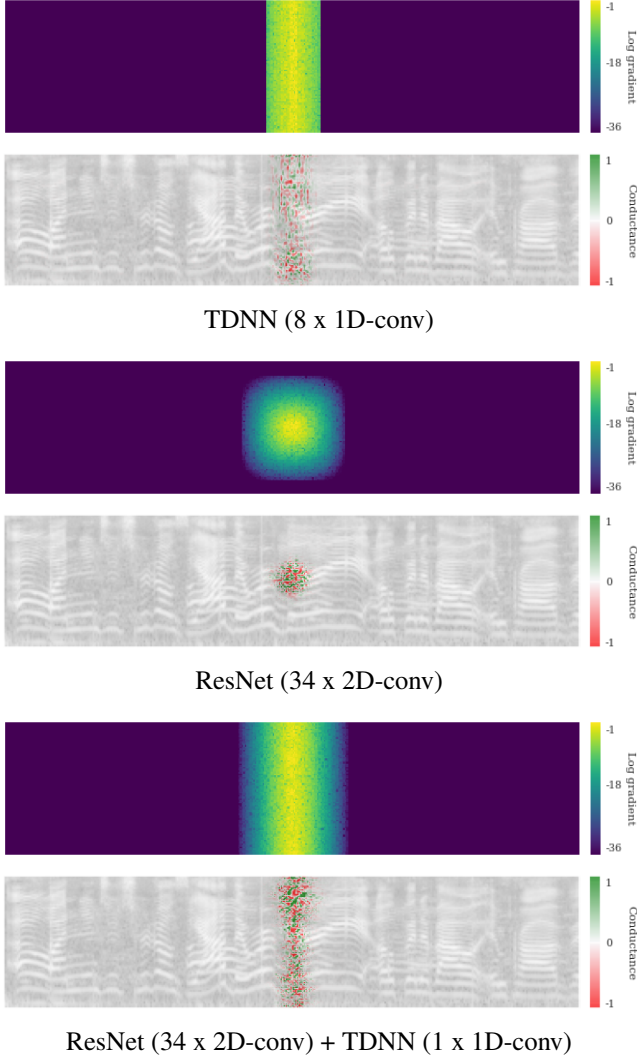 -1
-18
-36
Log gradient
1
0
-1
Conductance
TDNN (8 x 1D-conv)
-1
-18
-36
Log gradient
1
0
-1
Conductance
ResNet (34 x 2D-conv)
-1
-18
-36
Log gradient
1
0
-1
Conductance
ResNet (34 x 2D-conv) + TDNN (1 x 1D-conv)